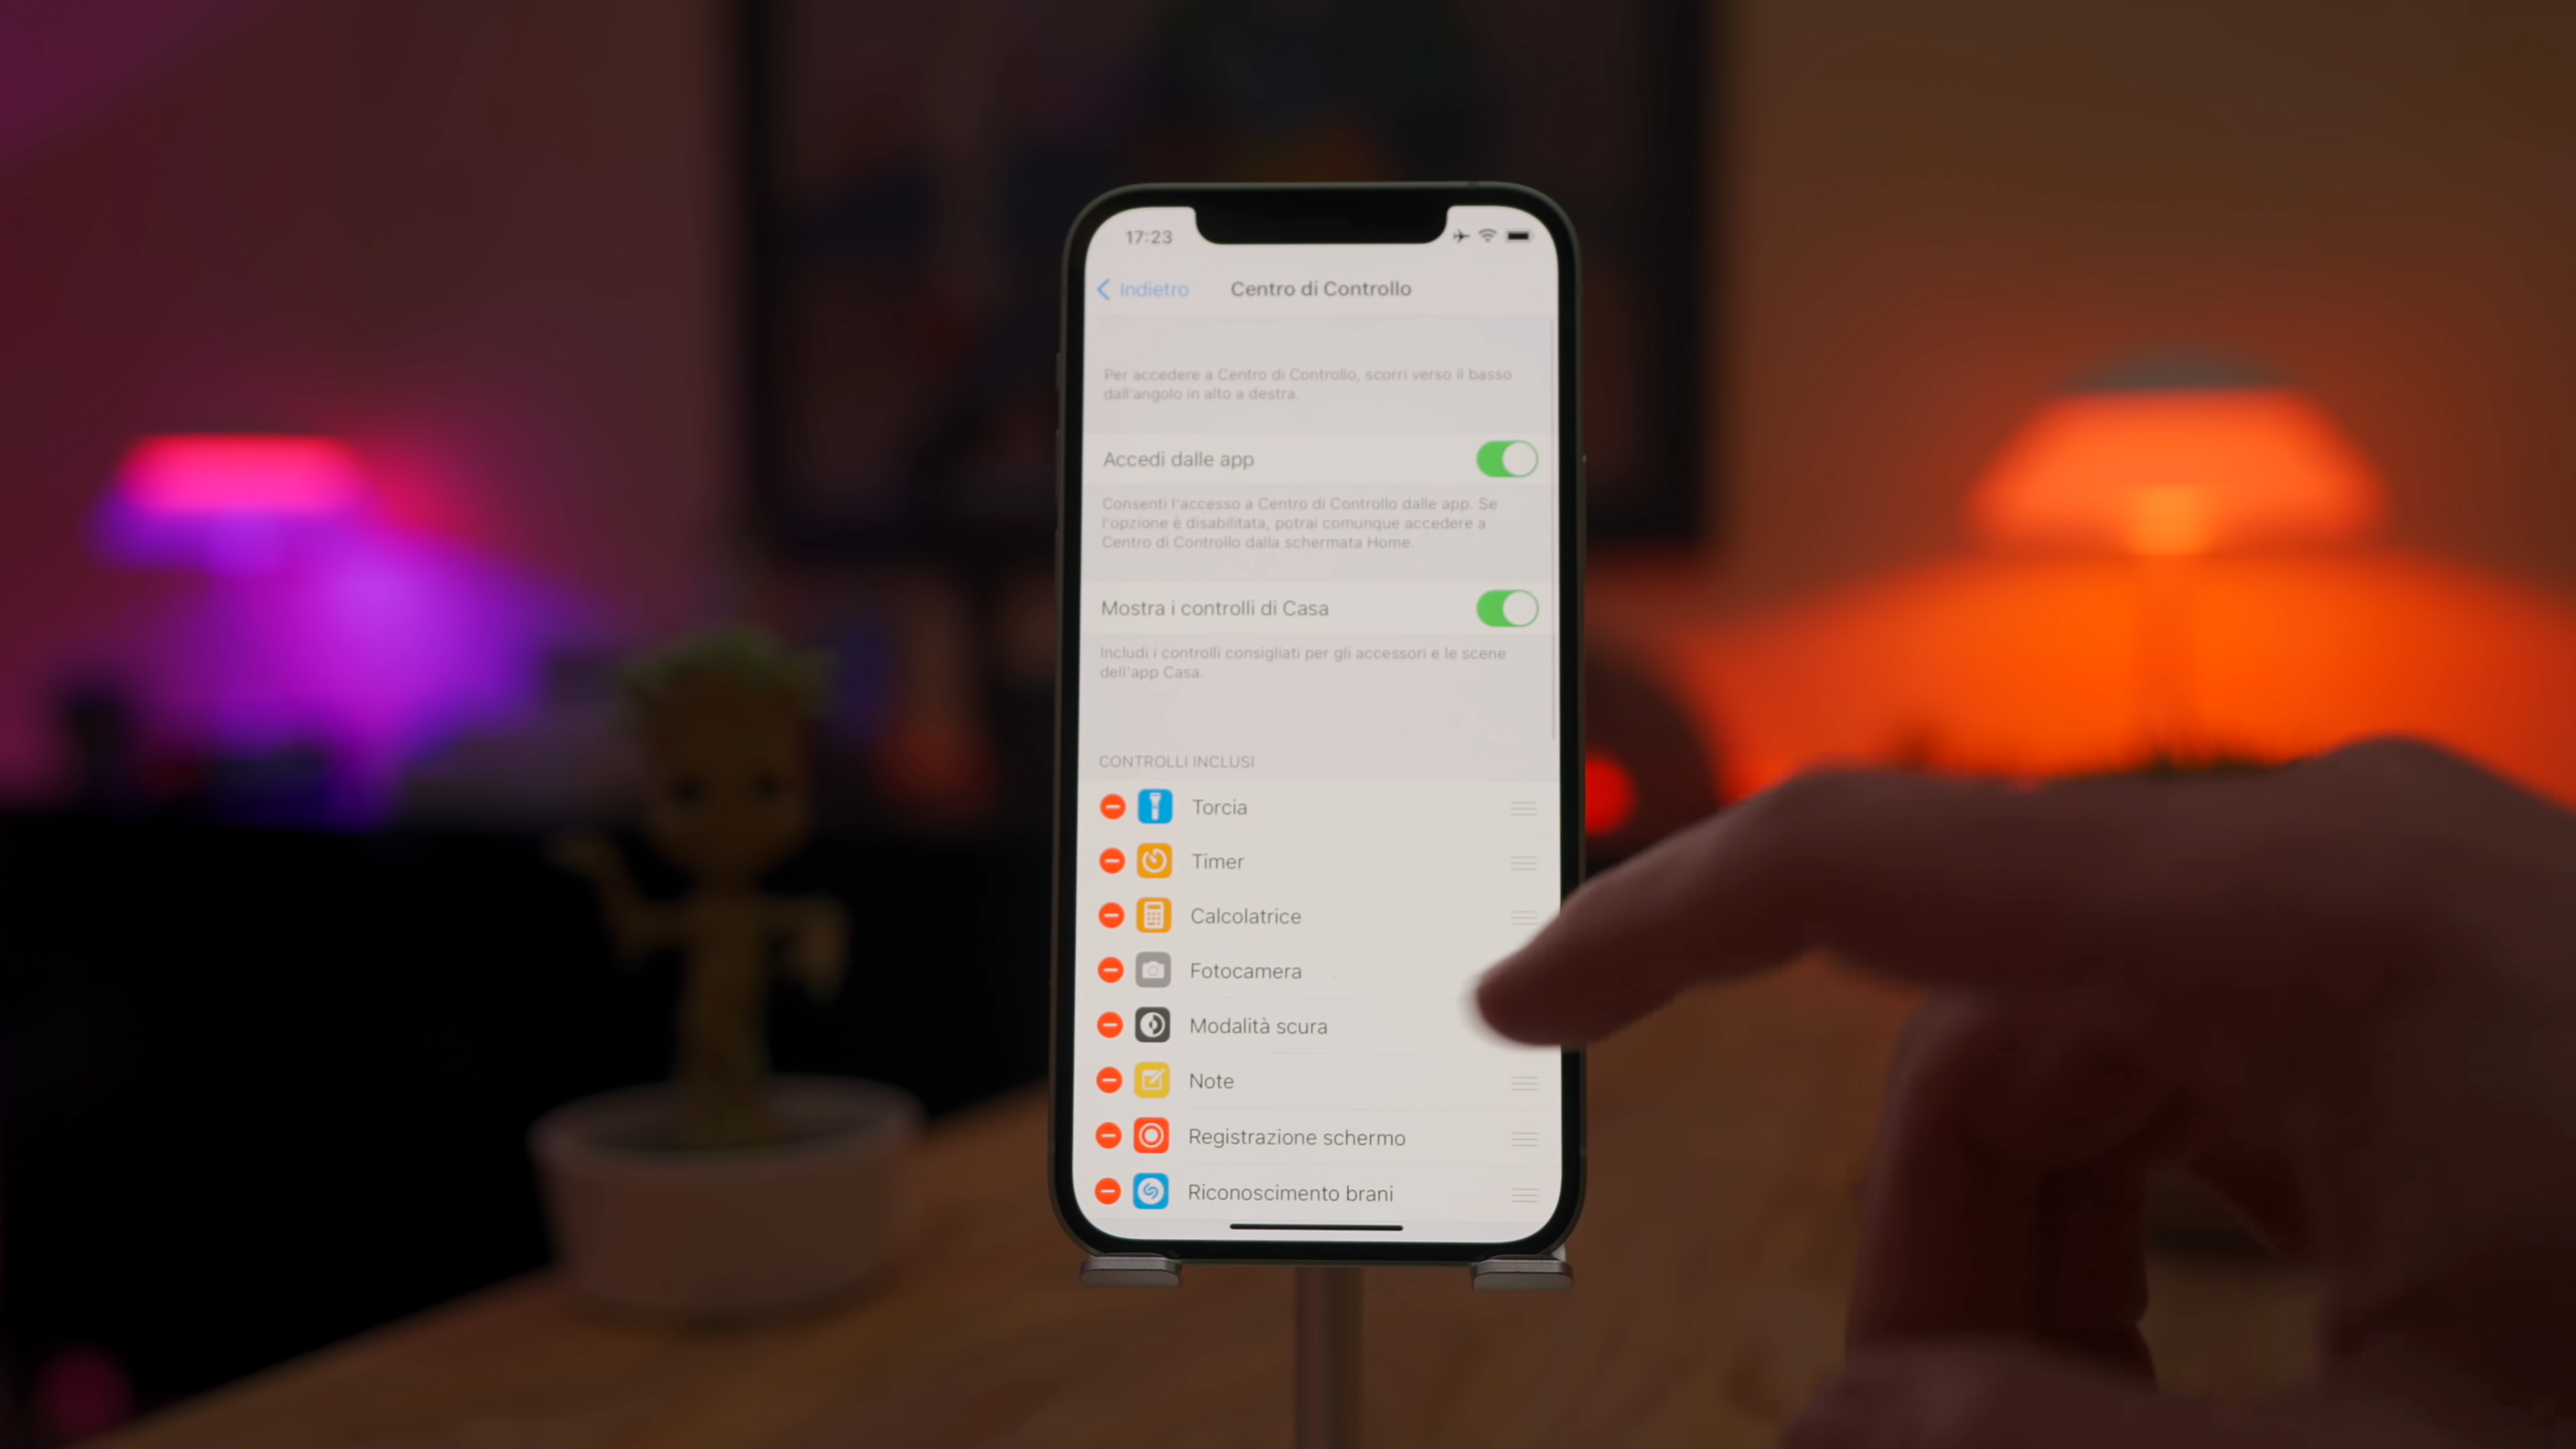 17:23
Indietro
Centro di Controllo
Per accedere a Centro di Controllo, scorri verso il basso
dall'angolo in alto a destra.
Accedi dalle app
Consenti l'accesso a Centro di Controllo dalle app. Se
l'opzione è disabilitata, potrai comunque accedere a
Centro di Controllo dalla schermata Home.
Mostra i controlli di Casa
Includi i controlli consigliati per gli accessori e le scene
dell'app Casa.
CONTROLLI INCLUSI
Torcia
Timer
Calcolatrice
Fotocamera
Modalità scura
Note
Registrazione schermo
Riconoscimento brani